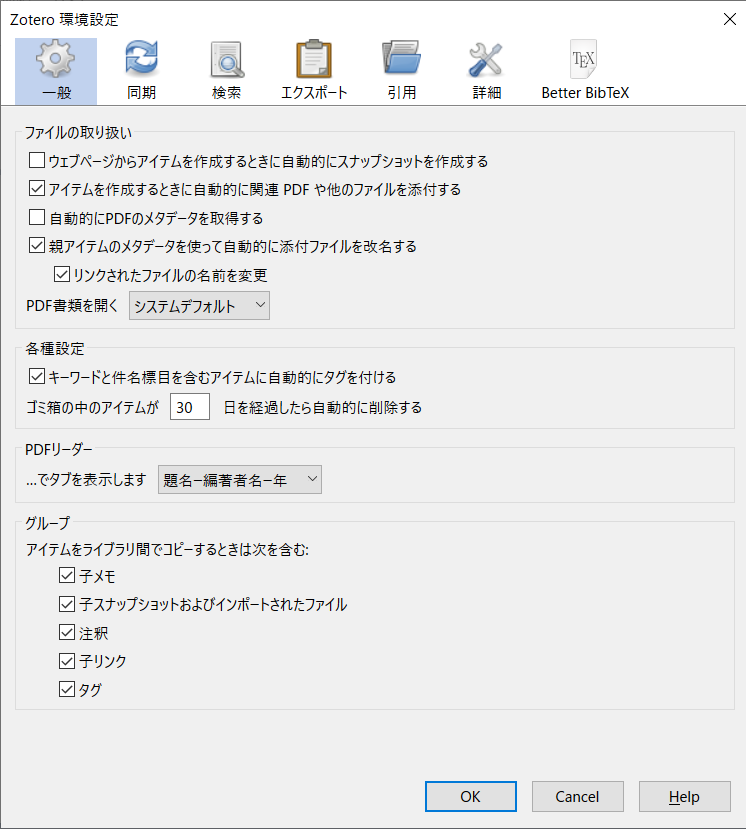 Zotero 環境設定
一般 同期 検索 エクスポート 引用 詳細 Better BibTeX
TEX
ファイルの取り扱い
ウェブページからアイテムを作成するときに自動的にスナップショットを作成する
アイテムを作成するときに自動的に関連 PDF や他のファイルを添付する
自動的にPDFのメタデータを取得する
親アイテムのメタデータを使って自動的に添付ファイルを改名する
リンクされたファイルの名前を変更
PDF書類を開く システムデフォルト
各種設定
キーワードと件名標目を含むアイテムに自動的にタグを付ける
ゴミ箱の中のアイテムが 30 日を経過したら自動的に削除する
PDFリーダー
...でタブを表示します 題名–編著者名–年
グループ
アイテムをライブラリ間でコピーするときは次を含む:
子メモ
子スナップショットおよびインポートされたファイル
注釈
子リンク
タグ
OK Cancel Help